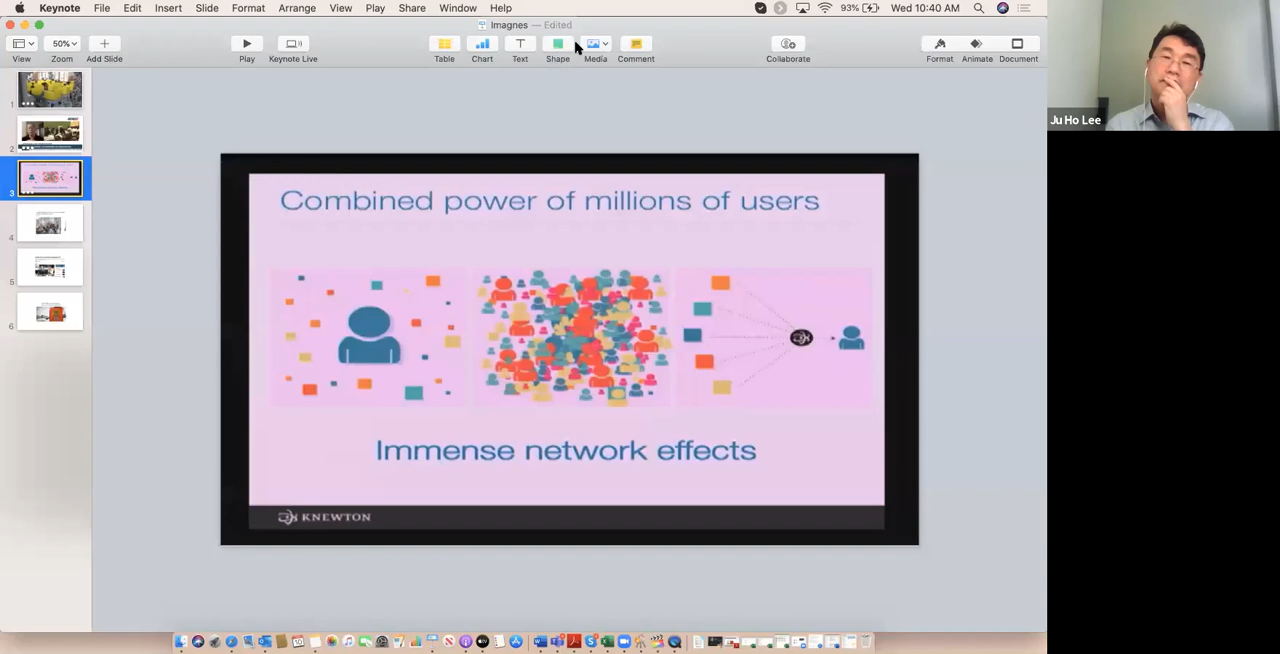 Keynote File Edit Insert Slide Format Arrange View Play Share Window Help 93% Wed 10:40 AM
Imagnes — Edited
50%
View Zoom Add Slide Play Keynote Live Table Chart Text Shape Media Comment Collaborate Format Animate Document
Ju Ho Lee
1
2
3
4
5
6
Combined power of millions of users
Immense network effects
KNEWTON